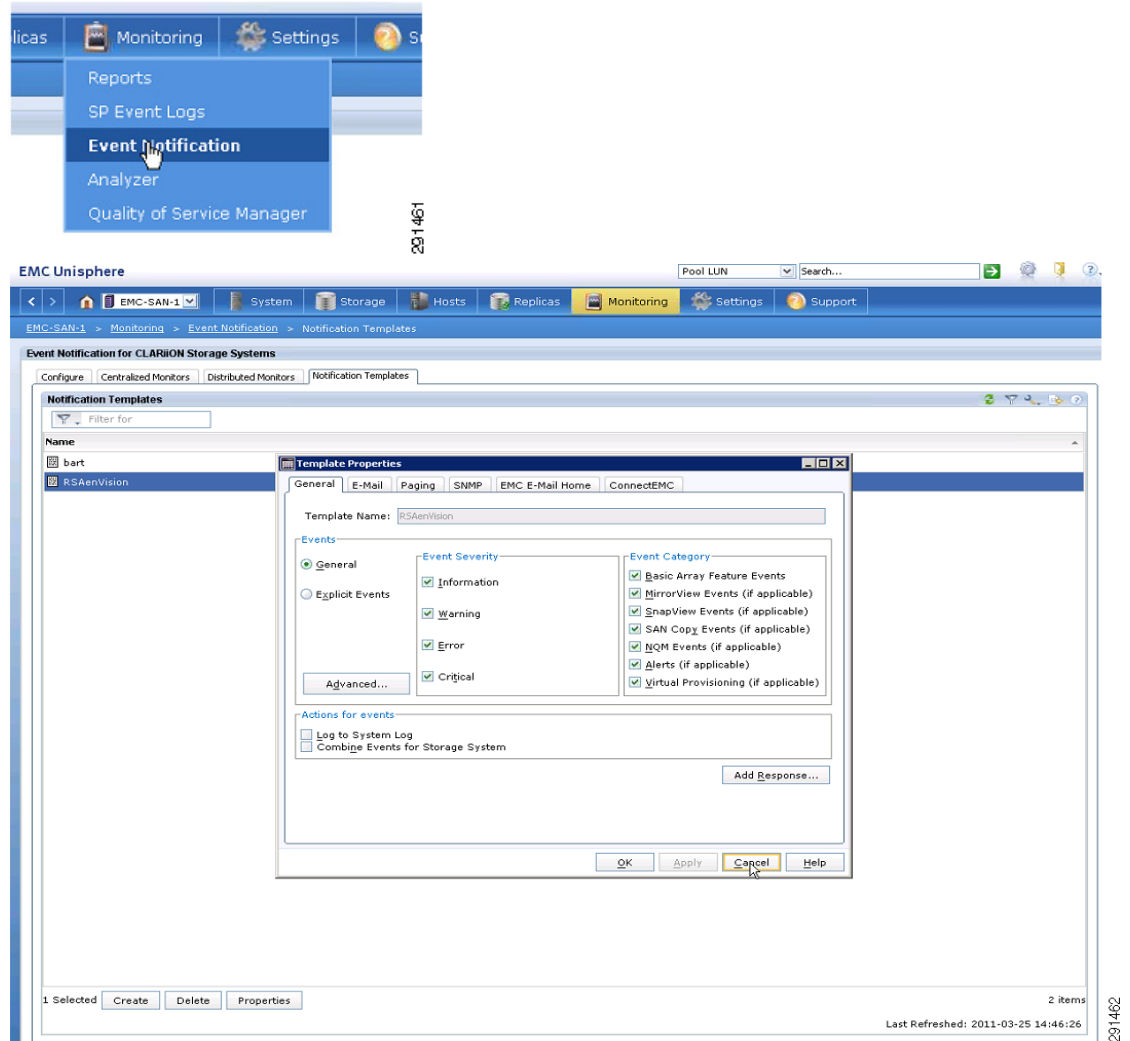 licas Monitoring Settings
Reports
SP Event Logs
Event Notification
Analyzer
Quality of Service Manager
291461
EMC Unisphere Pool LUN Search...
EMC-SAN-1 System Storage Hosts Replicas Monitoring Settings Support
EMC-SAN-1 > Monitoring > Event Notification > Notification Templates
Event Notification for CLARiiON Storage Systems
Configure Centralized Monitors Distributed Monitors Notification Templates
Notification Templates
Filter for
Name
bart
RSAenVision
Template Properties
General E-Mail Paging SNMP EMC E-Mail Home ConnectEMC
Template Name: RSAenVision
Events
General
Explicit Events
Advanced...
Event Severity
Information
Warning
Error
Critical
Event Category
Basic Array Feature Events
MirrorView Events (if applicable)
SnapView Events (if applicable)
SAN Copy Events (if applicable)
NQM Events (if applicable)
Alerts (if applicable)
Virtual Provisioning (if applicable)
Actions for events
Log to System Log
Combine Events for Storage System
Add Response...
OK Apply Cancel Help
1 Selected Create Delete Properties 2 items
Last Refreshed: 2011-03-25 14:46:26
291462